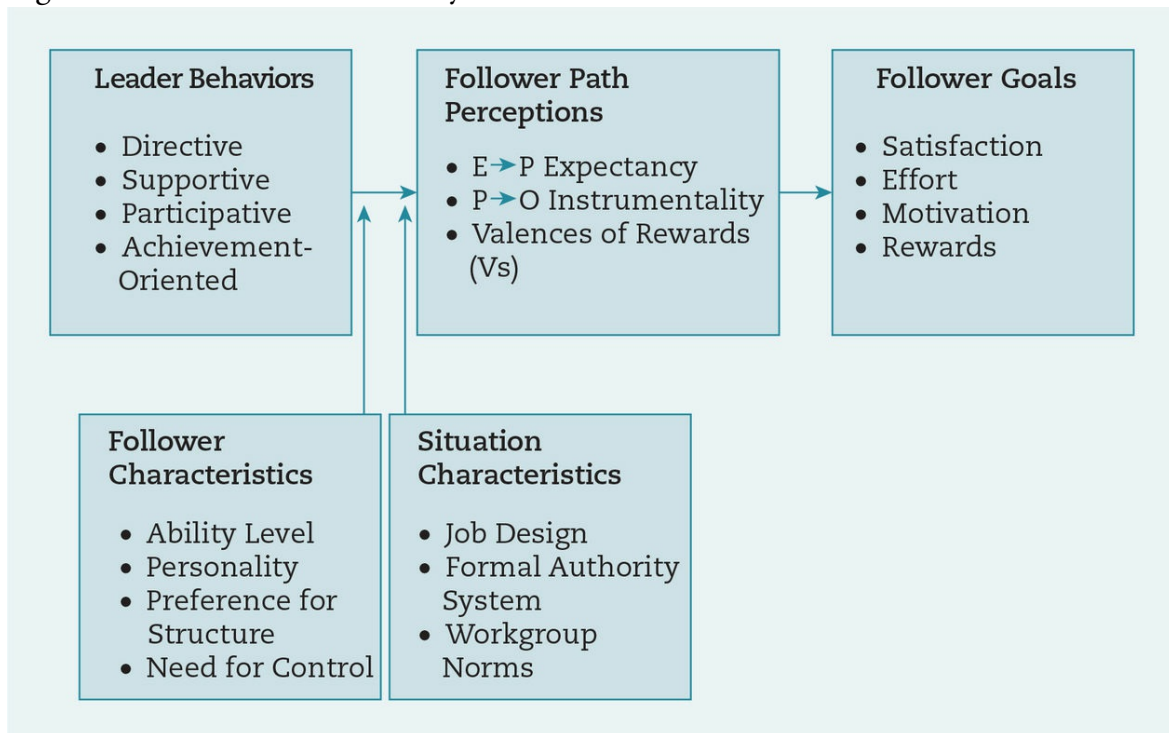 Leader Behaviors
• Directive
• Supportive
• Participative
• Achievement-
Oriented
Follower Path
Perceptions
• E→P Expectancy
• P→O Instrumentality
• Valences of Rewards
(Vs)
Follower Goals
• Satisfaction
• Effort
• Motivation
• Rewards
Follower
Characteristics
• Ability Level
• Personality
• Preference for
Structure
• Need for Control
Situation
Characteristics
• Job Design
• Formal Authority
System
• Workgroup
Norms